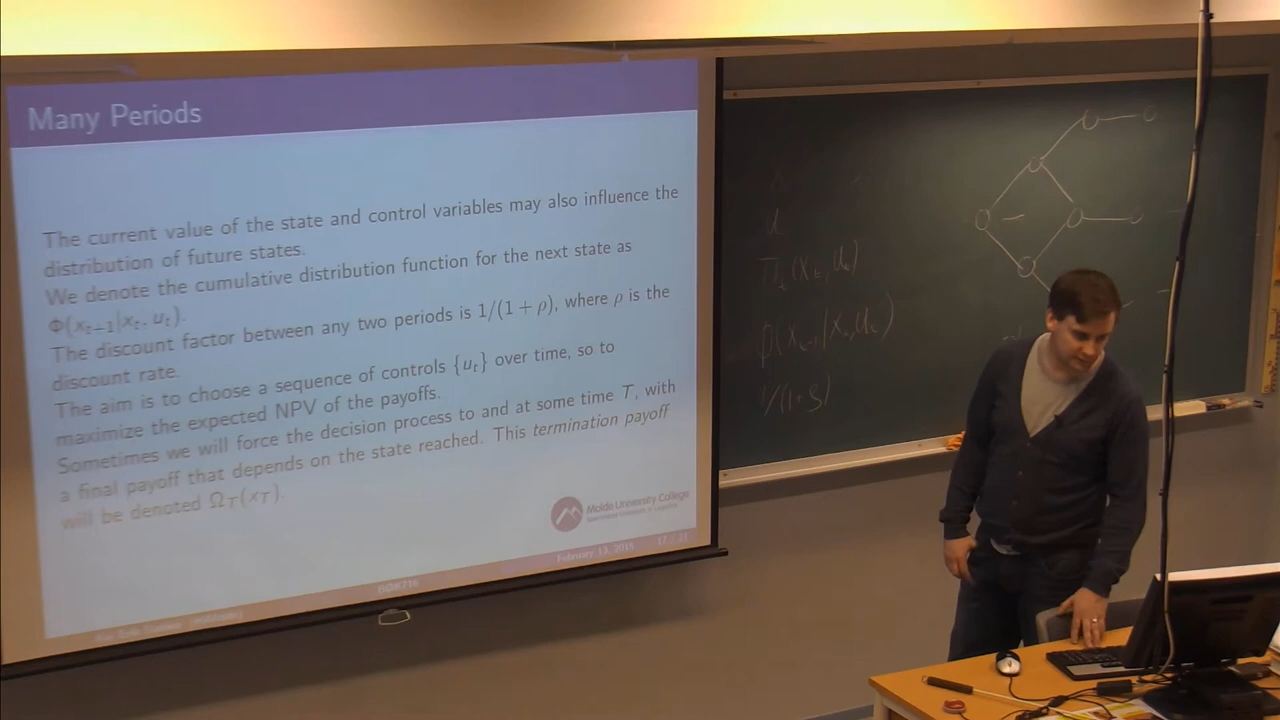 Many Periods
The current value of the state and control variables may also influence the
distribution of future states.
We denote the cumulative distribution function for the next state as
Φ(x_{t−1}|x_t, u_t).
The discount factor between any two periods is 1/(1 + ρ), where ρ is the
discount rate.
The aim is to choose a sequence of controls {u_t} over time, so to
maximize the expected NPV of the payoffs.
Sometimes we will force the decision process to and at some time T, with
a final payoff that depends on the state reached. This termination payoff
will be denoted Ω_T(x_T).
Molde University College
February 13, 2015
17 / 21
u
(x_t, u_t)
1/(1+ρ)